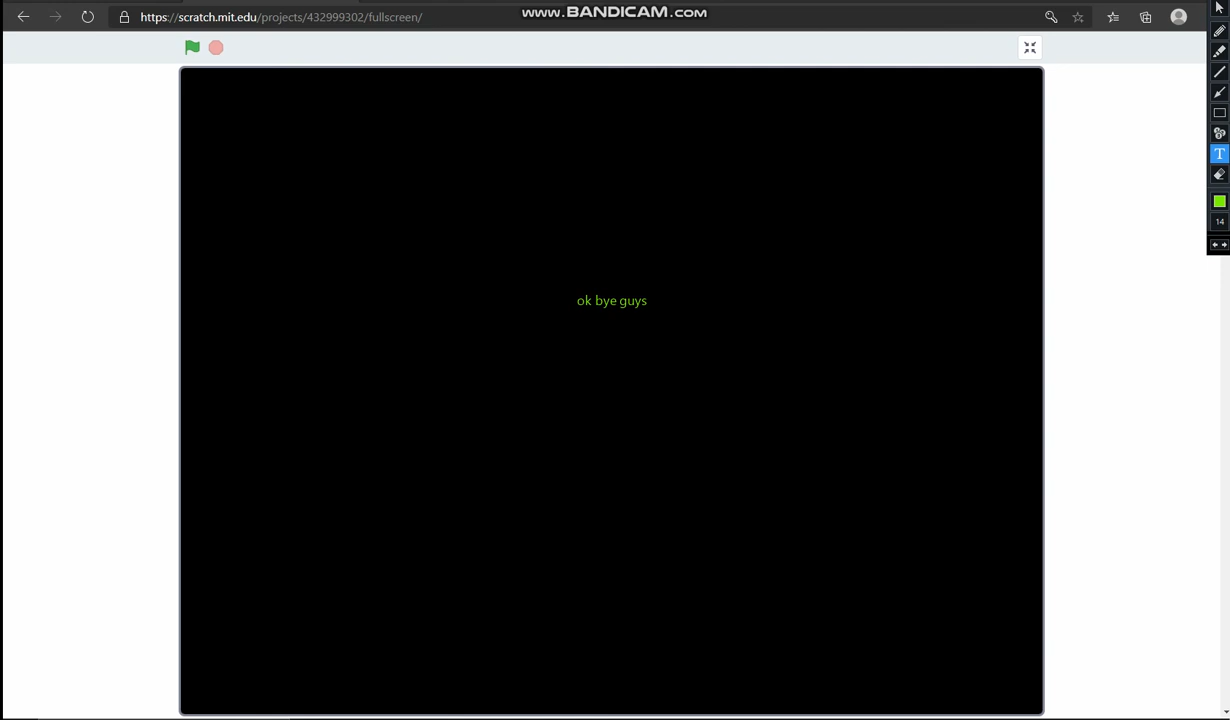 www.BANDICAM.com
https://scratch.mit.edu/projects/432999302/fullscreen/
T
14
ok bye guys